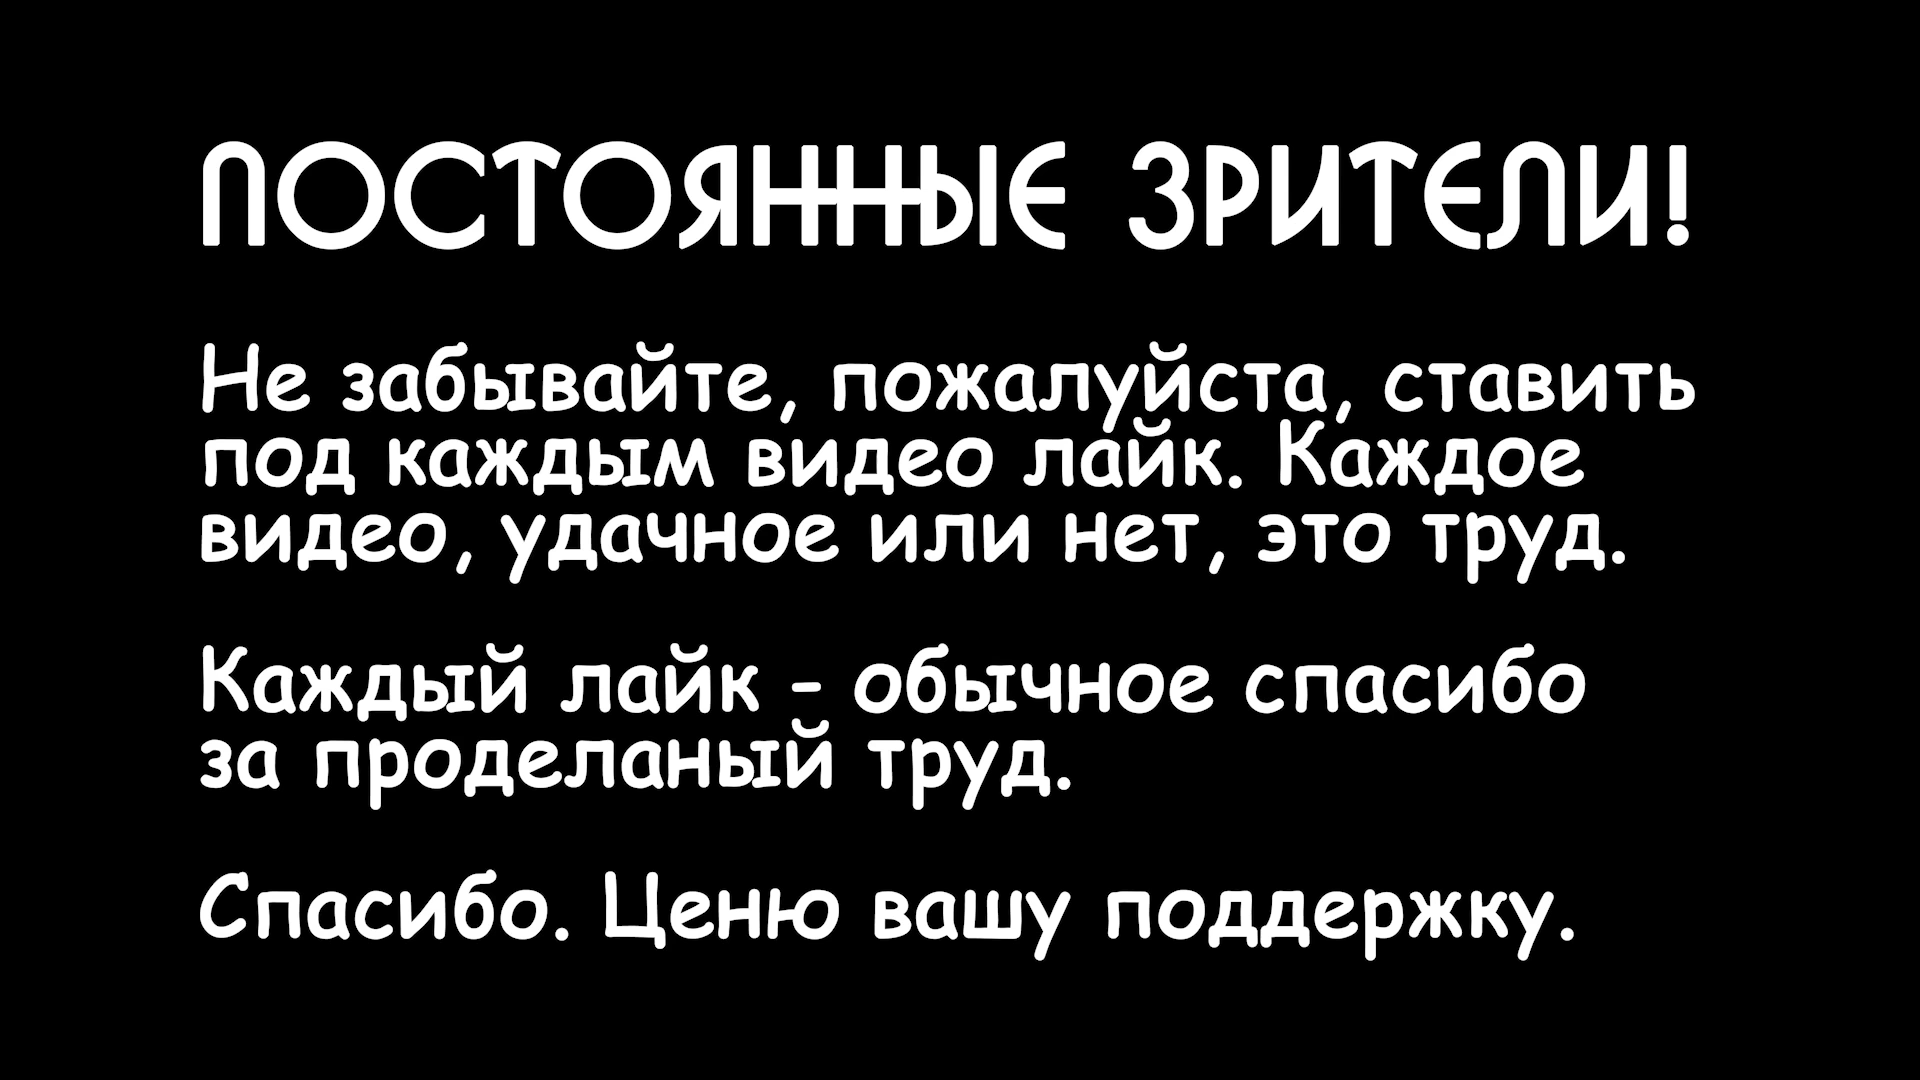 ПОСТОЯННЫЕ ЗРИТЕЛИ!
Не забывайте, пожалуйста, ставить
под каждым видео лайк. Каждое
видео, удачное или нет, это труд.
Каждый лайк - обычное спасибо
за проделаный труд.
Спасибо. Ценю вашу поддержку.